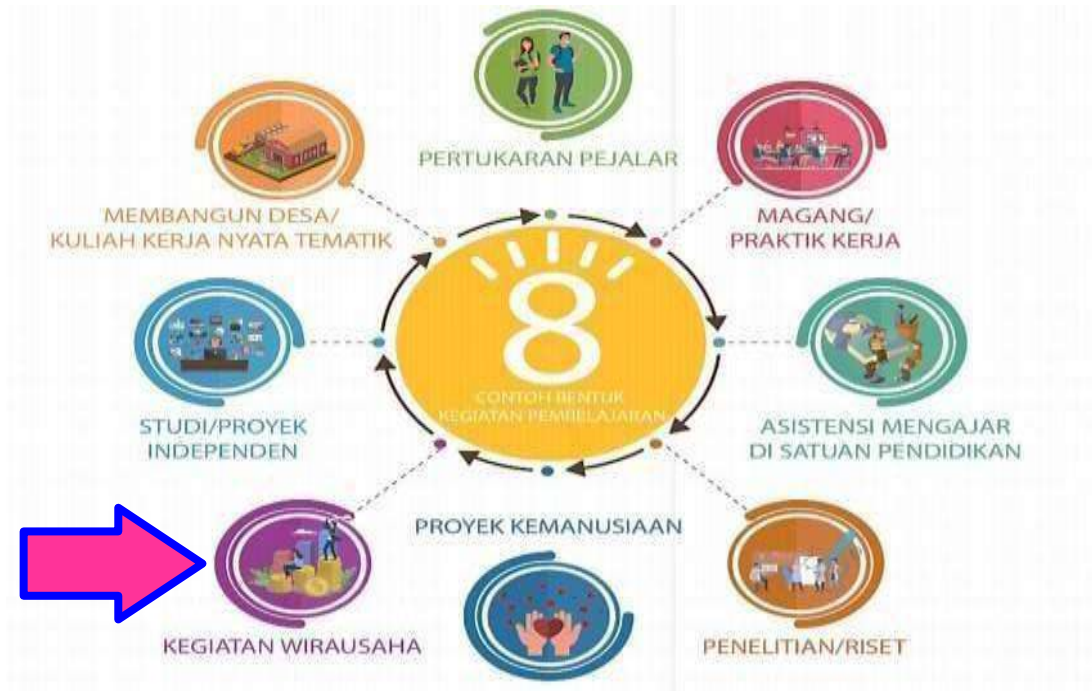 PERTUKARAN PEJALAR
MEMBANGUN DESA/
KULIAH KERJA NYATA TEMATIK
MAGANG/
PRAKTIK KERJA
8
CONTOH BENTUK
KEGIATAN PEMBELAJARAN
STUDI/PROYEK
INDEPENDEN
ASISTENSI MENGAJAR
DI SATUAN PENDIDIKAN
PROYEK KEMANUSIAAN
KEGIATAN WIRAUSAHA
PENELITIAN/RISET